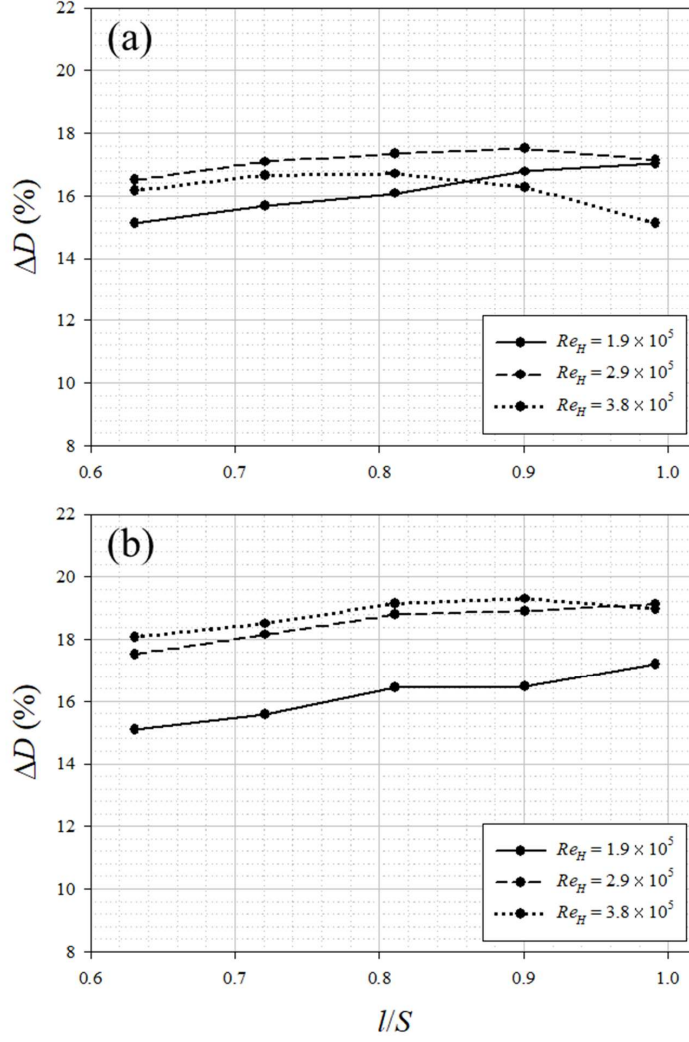 22
(a)
20
18
16
14
12
10
8
ΔD (%)
Re_H = 1.9 × 10^5
Re_H = 2.9 × 10^5
Re_H = 3.8 × 10^5
0.6 0.7 0.8 0.9 1.0
22
(b)
20
18
16
14
12
10
8
ΔD (%)
Re_H = 1.9 × 10^5
Re_H = 2.9 × 10^5
Re_H = 3.8 × 10^5
0.6 0.7 0.8 0.9 1.0
l/S